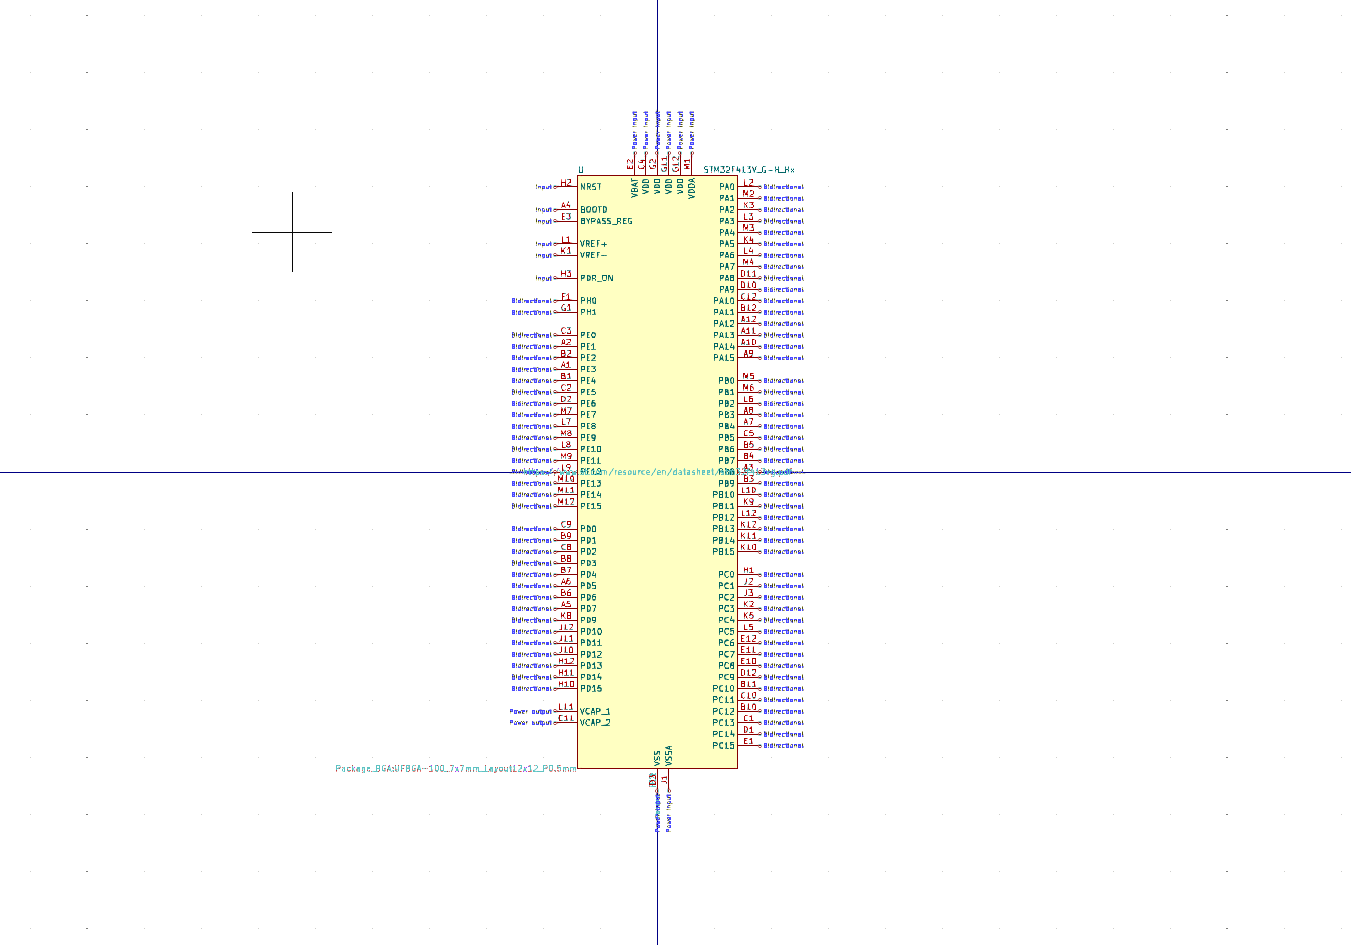 Power input Power input Power input Power input Power input Power input
E2 C4 G2 G11 G12 M1
U STM32F413V_G-H_Hx
VBAT VDD VDD VDD VDD VDDA
Input H2 NRST PA0 L2 Bidirectional
PA1 M2 Bidirectional
Input A4 BOOT0 PA2 K3 Bidirectional
Input E3 BYPASS_REG PA3 L3 Bidirectional
PA4 M3 Bidirectional
Input L1 VREF+ PA5 K4 Bidirectional
Input K1 VREF- PA6 L4 Bidirectional
PA7 M4 Bidirectional
Input H3 PDR_ON PA8 D11 Bidirectional
PA9 D10 Bidirectional
Bidirectional F1 PH0 PA10 C12 Bidirectional
Bidirectional G1 PH1 PA11 B12 Bidirectional
PA12 A12 Bidirectional
Bidirectional C3 PE0 PA13 A11 Bidirectional
Bidirectional A2 PE1 PA14 A10 Bidirectional
Bidirectional B2 PE2 PA15 A9 Bidirectional
Bidirectional A1 PE3
Bidirectional B1 PE4 PB0 M5 Bidirectional
Bidirectional C2 PE5 PB1 M6 Bidirectional
Bidirectional D2 PE6 PB2 L6 Bidirectional
Bidirectional M7 PE7 PB3 A8 Bidirectional
Bidirectional L7 PE8 PB4 A7 Bidirectional
Bidirectional M8 PE9 PB5 C5 Bidirectional
Bidirectional L8 PE10 PB6 B5 Bidirectional
Bidirectional M9 PE11 PB7 B4 Bidirectional
L9 PE12 /resource/en/datasheet/ PB8 A3
Bidirectional M10 PE13 PB9 B3 Bidirectional
Bidirectional M11 PE14 PB10 L10 Bidirectional
Bidirectional M12 PE15 PB11 K9 Bidirectional
PB12 L12 Bidirectional
Bidirectional C9 PD0 PB13 K12 Bidirectional
Bidirectional B9 PD1 PB14 K11 Bidirectional
Bidirectional C8 PD2 PB15 K10 Bidirectional
Bidirectional B8 PD3
Bidirectional B7 PD4 PC0 H1 Bidirectional
Bidirectional A6 PD5 PC1 J2 Bidirectional
Bidirectional B6 PD6 PC2 J3 Bidirectional
Bidirectional A5 PD7 PC3 K2 Bidirectional
Bidirectional K8 PD9 PC4 K5 Bidirectional
Bidirectional J12 PD10 PC5 L5 Bidirectional
Bidirectional J11 PD11 PC6 E12 Bidirectional
Bidirectional J10 PD12 PC7 E11 Bidirectional
Bidirectional H12 PD13 PC8 E10 Bidirectional
Bidirectional H11 PD14 PC9 D12 Bidirectional
Bidirectional H10 PD15 PC10 B11 Bidirectional
PC11 C10 Bidirectional
Power output L11 VCAP_1 PC12 B10 Bidirectional
Power output C11 VCAP_2 PC13 C1 Bidirectional
PC14 D1 Bidirectional
PC15 E1 Bidirectional
VSS VSSA
Package_BGA:UFBGA-100_7x7mm_Layout12x12_P0.5mm
J1
Power input